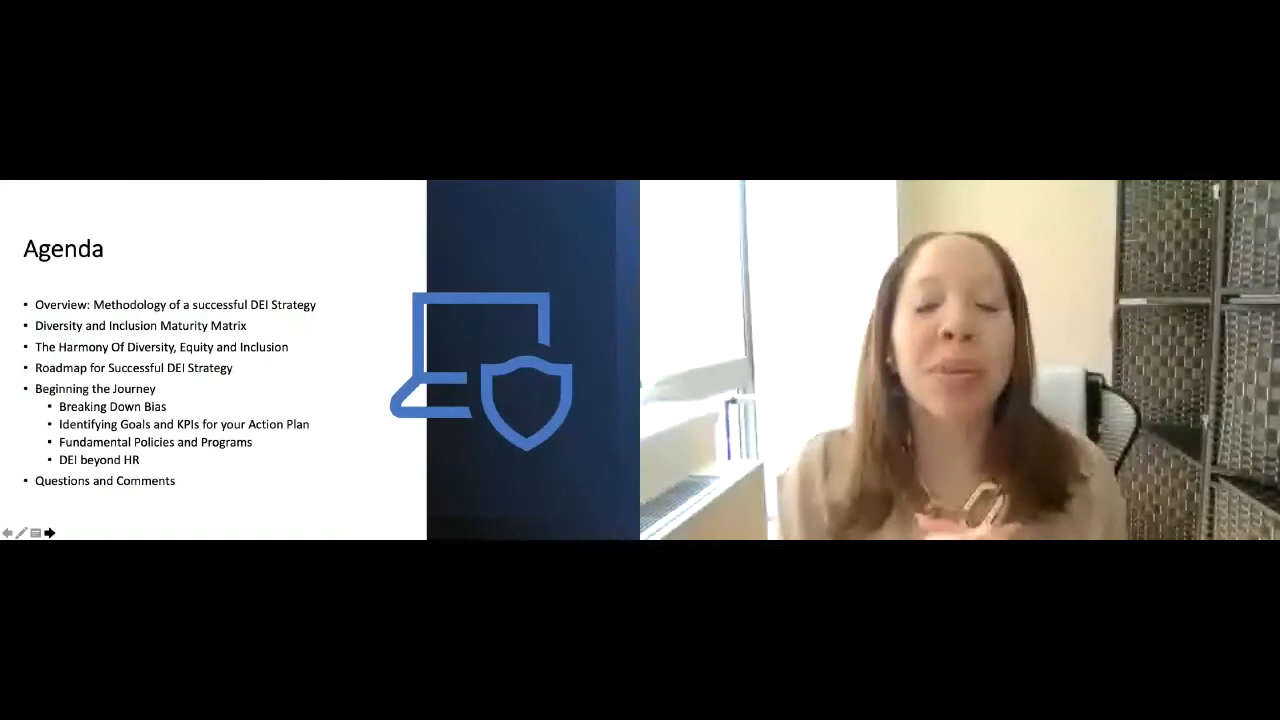 Agenda
• Overview: Methodology of a successful DEI Strategy
• Diversity and Inclusion Maturity Matrix
• The Harmony Of Diversity, Equity and Inclusion
• Roadmap for Successful DEI Strategy
• Beginning the Journey
• Breaking Down Bias
• Identifying Goals and KPIs for your Action Plan
• Fundamental Policies and Programs
• DEI beyond HR
• Questions and Comments